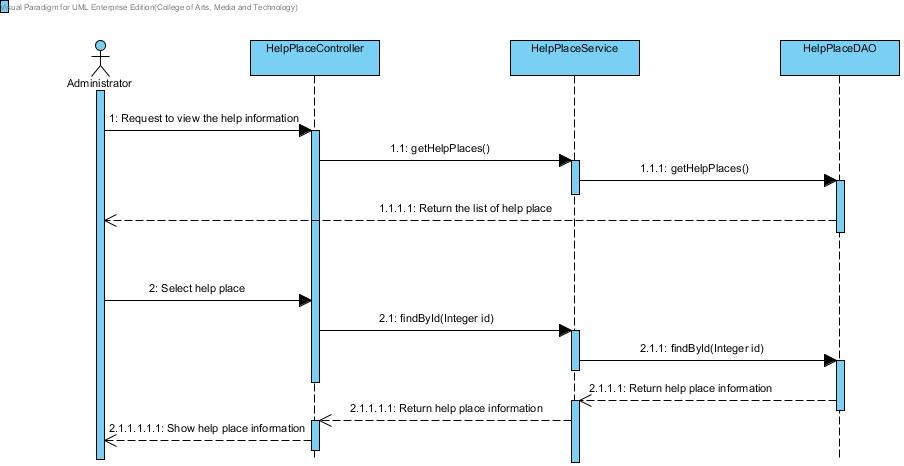 Visual Paradigm for UML Enterprise Edition(College of Arts, Media and Technology)
HelpPlaceController
HelpPlaceService
HelpPlaceDAO
Administrator
1: Request to view the help information
1.1: getHelpPlaces()
1.1.1: getHelpPlaces()
1.1.1.1: Return the list of help place
2: Select help place
2.1: findById(Integer id)
2.1.1: findById(Integer id)
2.1.1.1: Return help place information
2.1.1.1.1: Return help place information
2.1.1.1.1.1: Show help place information